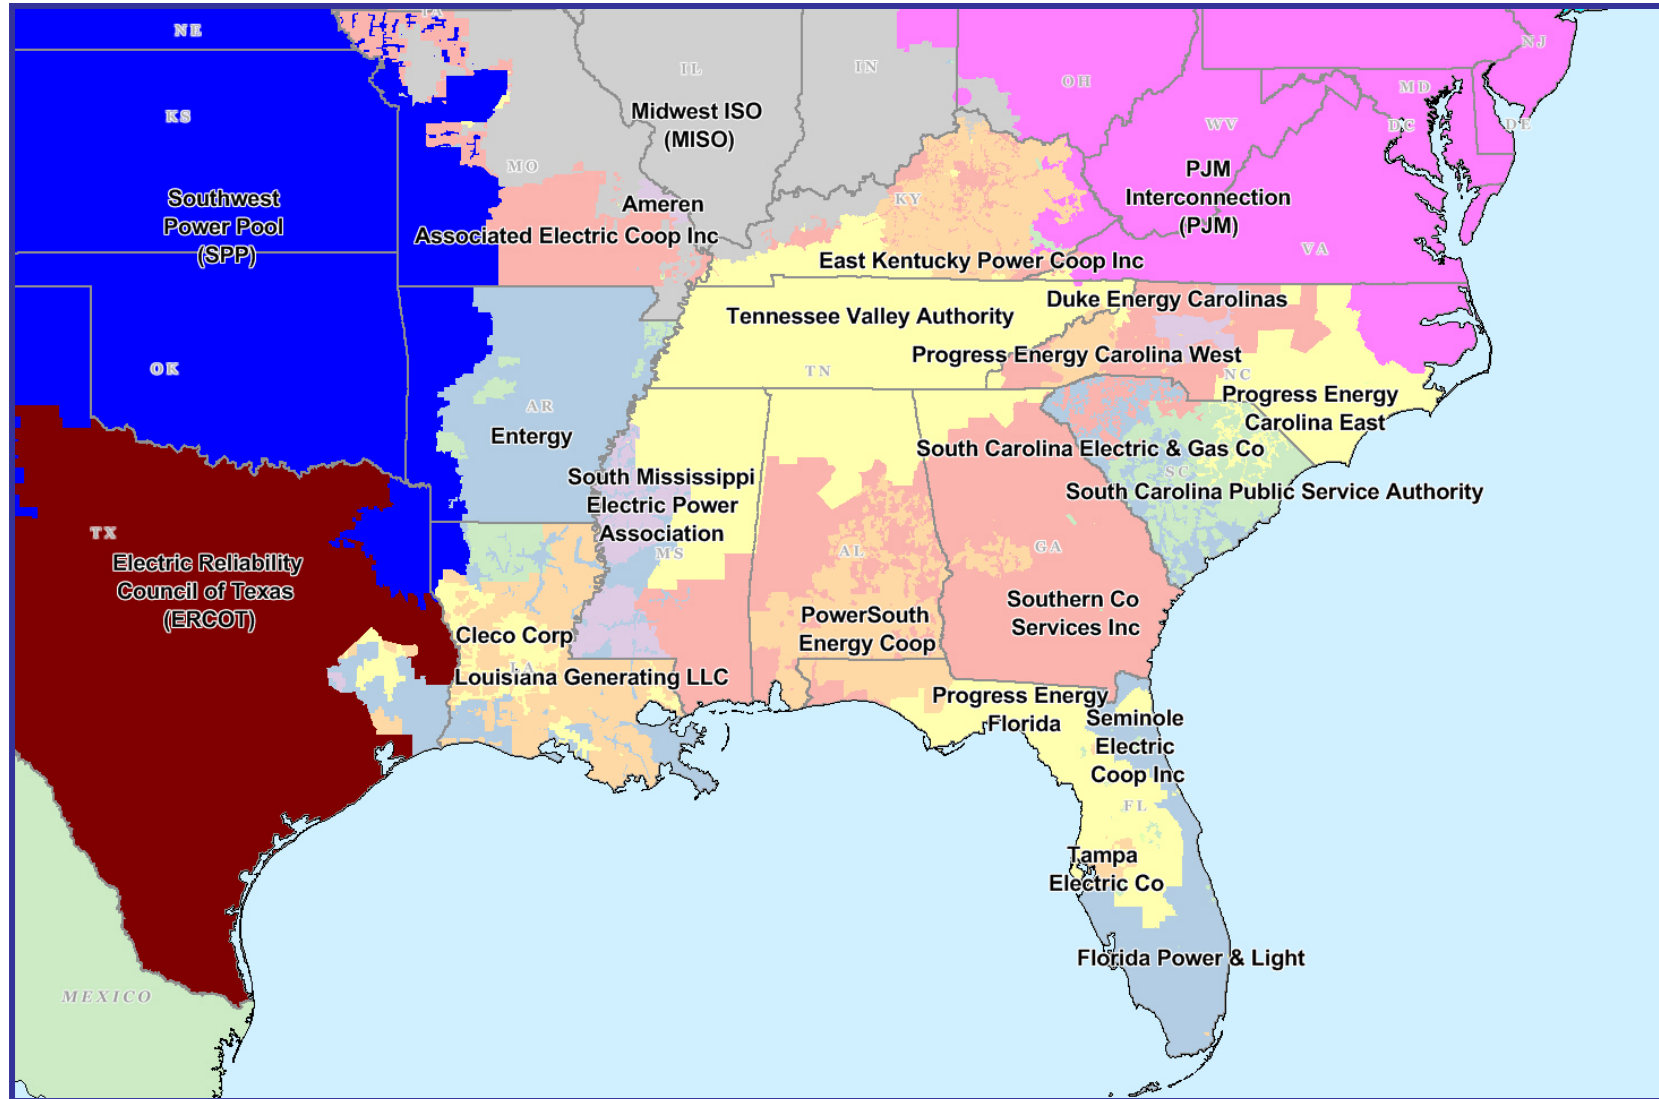 IA
NE
NJ
IL
IN
OH
MD
KS
Midwest ISO
(MISO)
WV
DC
DE
MO
PJM
Interconnection
(PJM)
Southwest
Power Pool
(SPP)
Ameren
KY
Associated Electric Coop Inc
VA
East Kentucky Power Coop Inc
Duke Energy Carolinas
Tennessee Valley Authority
Progress Energy Carolina West
OK
TN
NC
Progress Energy
Carolina East
AR
Entergy
South Carolina Electric & Gas Co
SC
South Mississippi
Electric Power
Association
South Carolina Public Service Authority
TX
MS
AL
GA
Electric Reliability
Council of Texas
(ERCOT)
Southern Co
Services Inc
PowerSouth
Energy Coop
Cleco Corp
LA
Louisiana Generating LLC
Progress Energy
Florida
Seminole
Electric
Coop Inc
FL
Tampa
Electric Co
Florida Power & Light
MEXICO